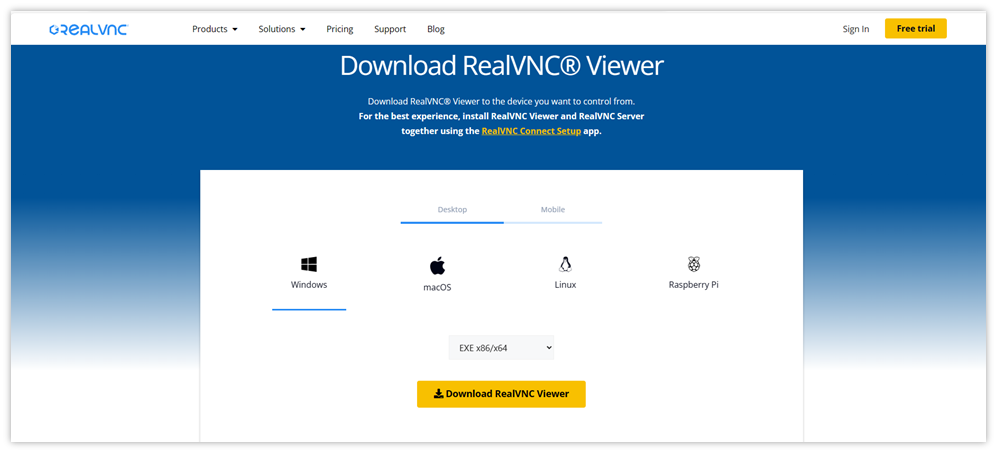 REALVNC Products Solutions Pricing Support Blog Sign In Free trial
Download RealVNC® Viewer
Download RealVNC® Viewer to the device you want to control from.
For the best experience, install RealVNC Viewer and RealVNC Server
together using the RealVNC Connect Setup app.
Desktop Mobile
Windows macOS Linux Raspberry Pi
EXE x86/x64
Download RealVNC Viewer